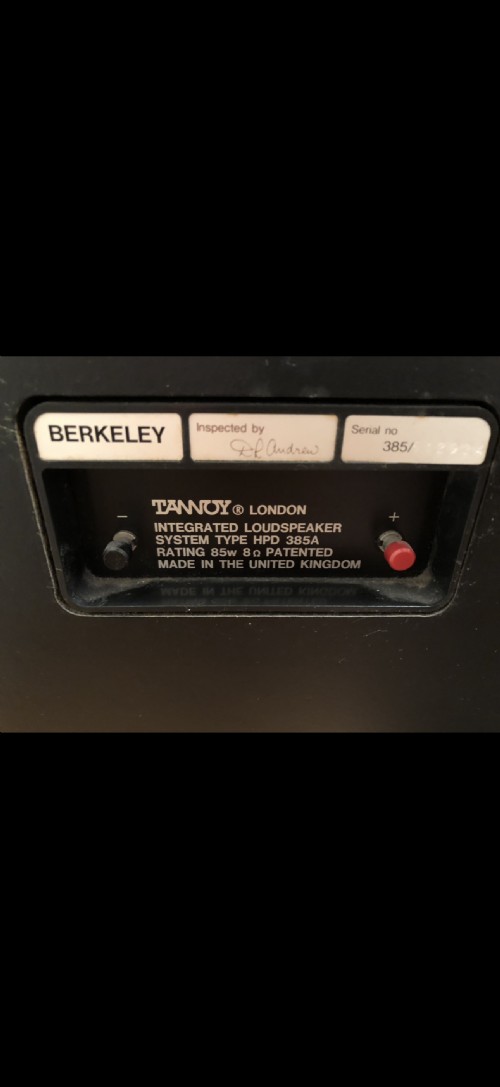 BERKELEY
Inspected by
D R Andrew
Serial no
385/
−
TANNOY ® LONDON
INTEGRATED LOUDSPEAKER
SYSTEM TYPE HPD 385A
RATING 85w 8Ω PATENTED
MADE IN THE UNITED KINGDOM
+